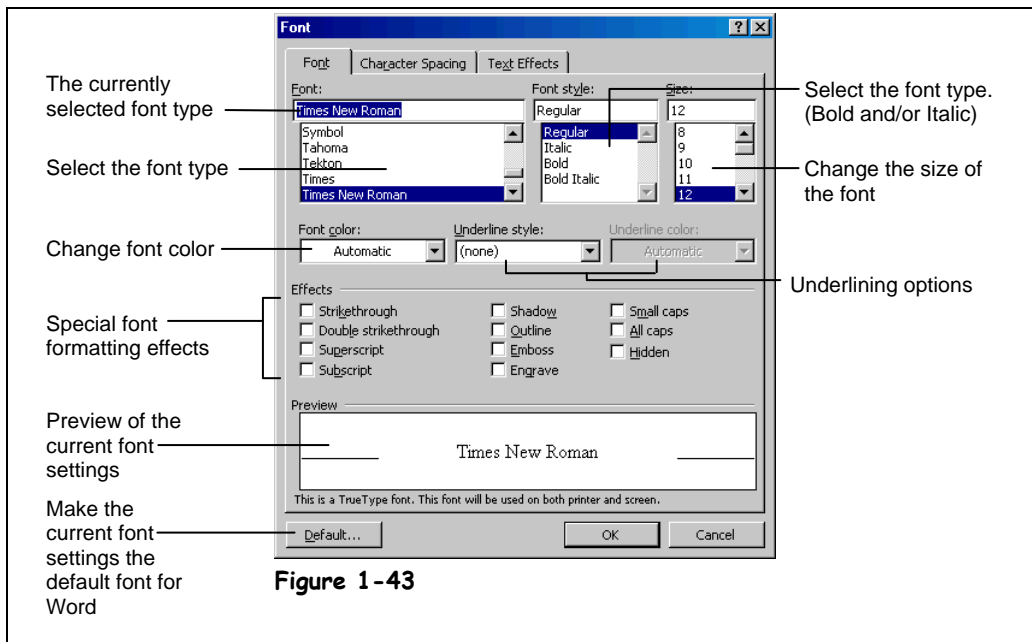 Font
Font Character Spacing Text Effects
The currently
selected font type
Select the font type
Change font color
Special font
formatting effects
Preview of the
current font
settings
Make the
current font
settings the
default font for
Word
Font: Font style: Size:
Times New Roman Regular 12
Symbol Regular 8
Tahoma Italic 9
Tekton Bold 10
Times Bold Italic 11
Times New Roman 12
Font color: Underline style: Underline color:
Automatic (none) Automatic
Effects
Strikethrough Shadow Small caps
Double strikethrough Outline All caps
Superscript Emboss Hidden
Subscript Engrave
Preview
Times New Roman
This is a TrueType font. This font will be used on both printer and screen.
Default... OK Cancel
Select the font type.
(Bold and/or Italic)
Change the size of
the font
Underlining options
Figure 1-43